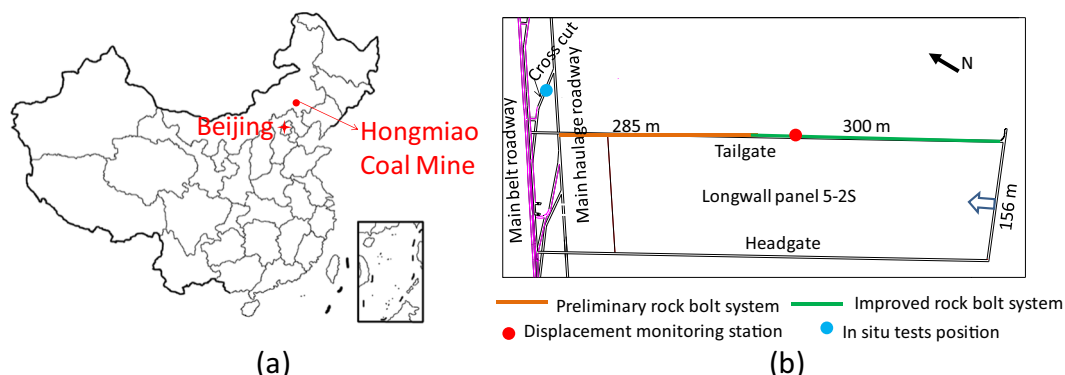 Beijing
Hongmiao
Coal Mine
(a)
N
Cross cut
Main belt roadway
Main haulage roadway
285 m
300 m
Tailgate
Longwall panel 5-2S
156 m
Headgate
Preliminary rock bolt system
Improved rock bolt system
Displacement monitoring station
In situ tests position
(b)